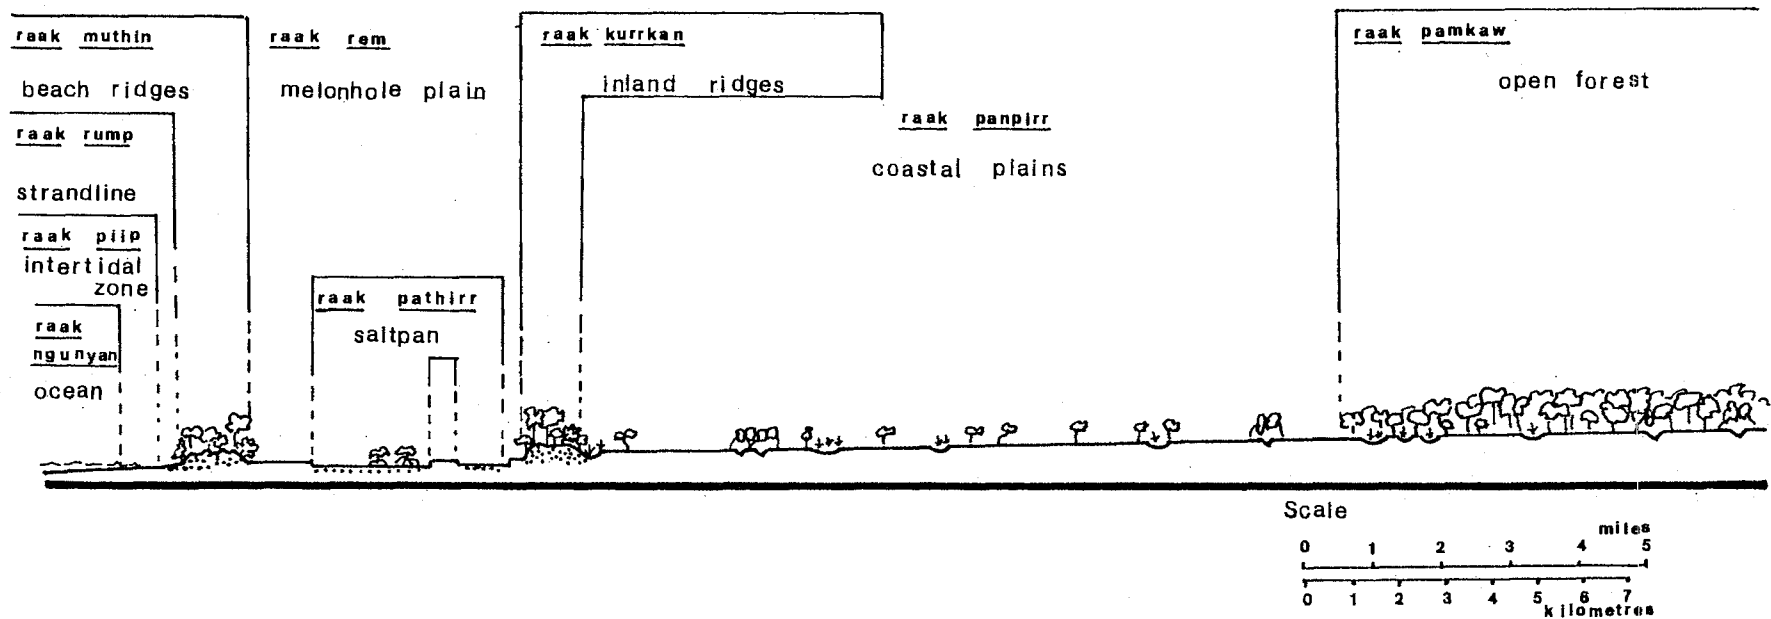 raak muthin
beach ridges
raak rump
strandline
raak piip
intertidal
zone
raak
ngunyan
ocean
raak rem
melonhole plain
raak pathirr
saltpan
raak kurrkan
inland ridges
raak panpirr
coastal plains
raak pamkaw
open forest
Scale
miles
0 1 2 3 4 5
0 1 2 3 4 5 6 7
kilometres